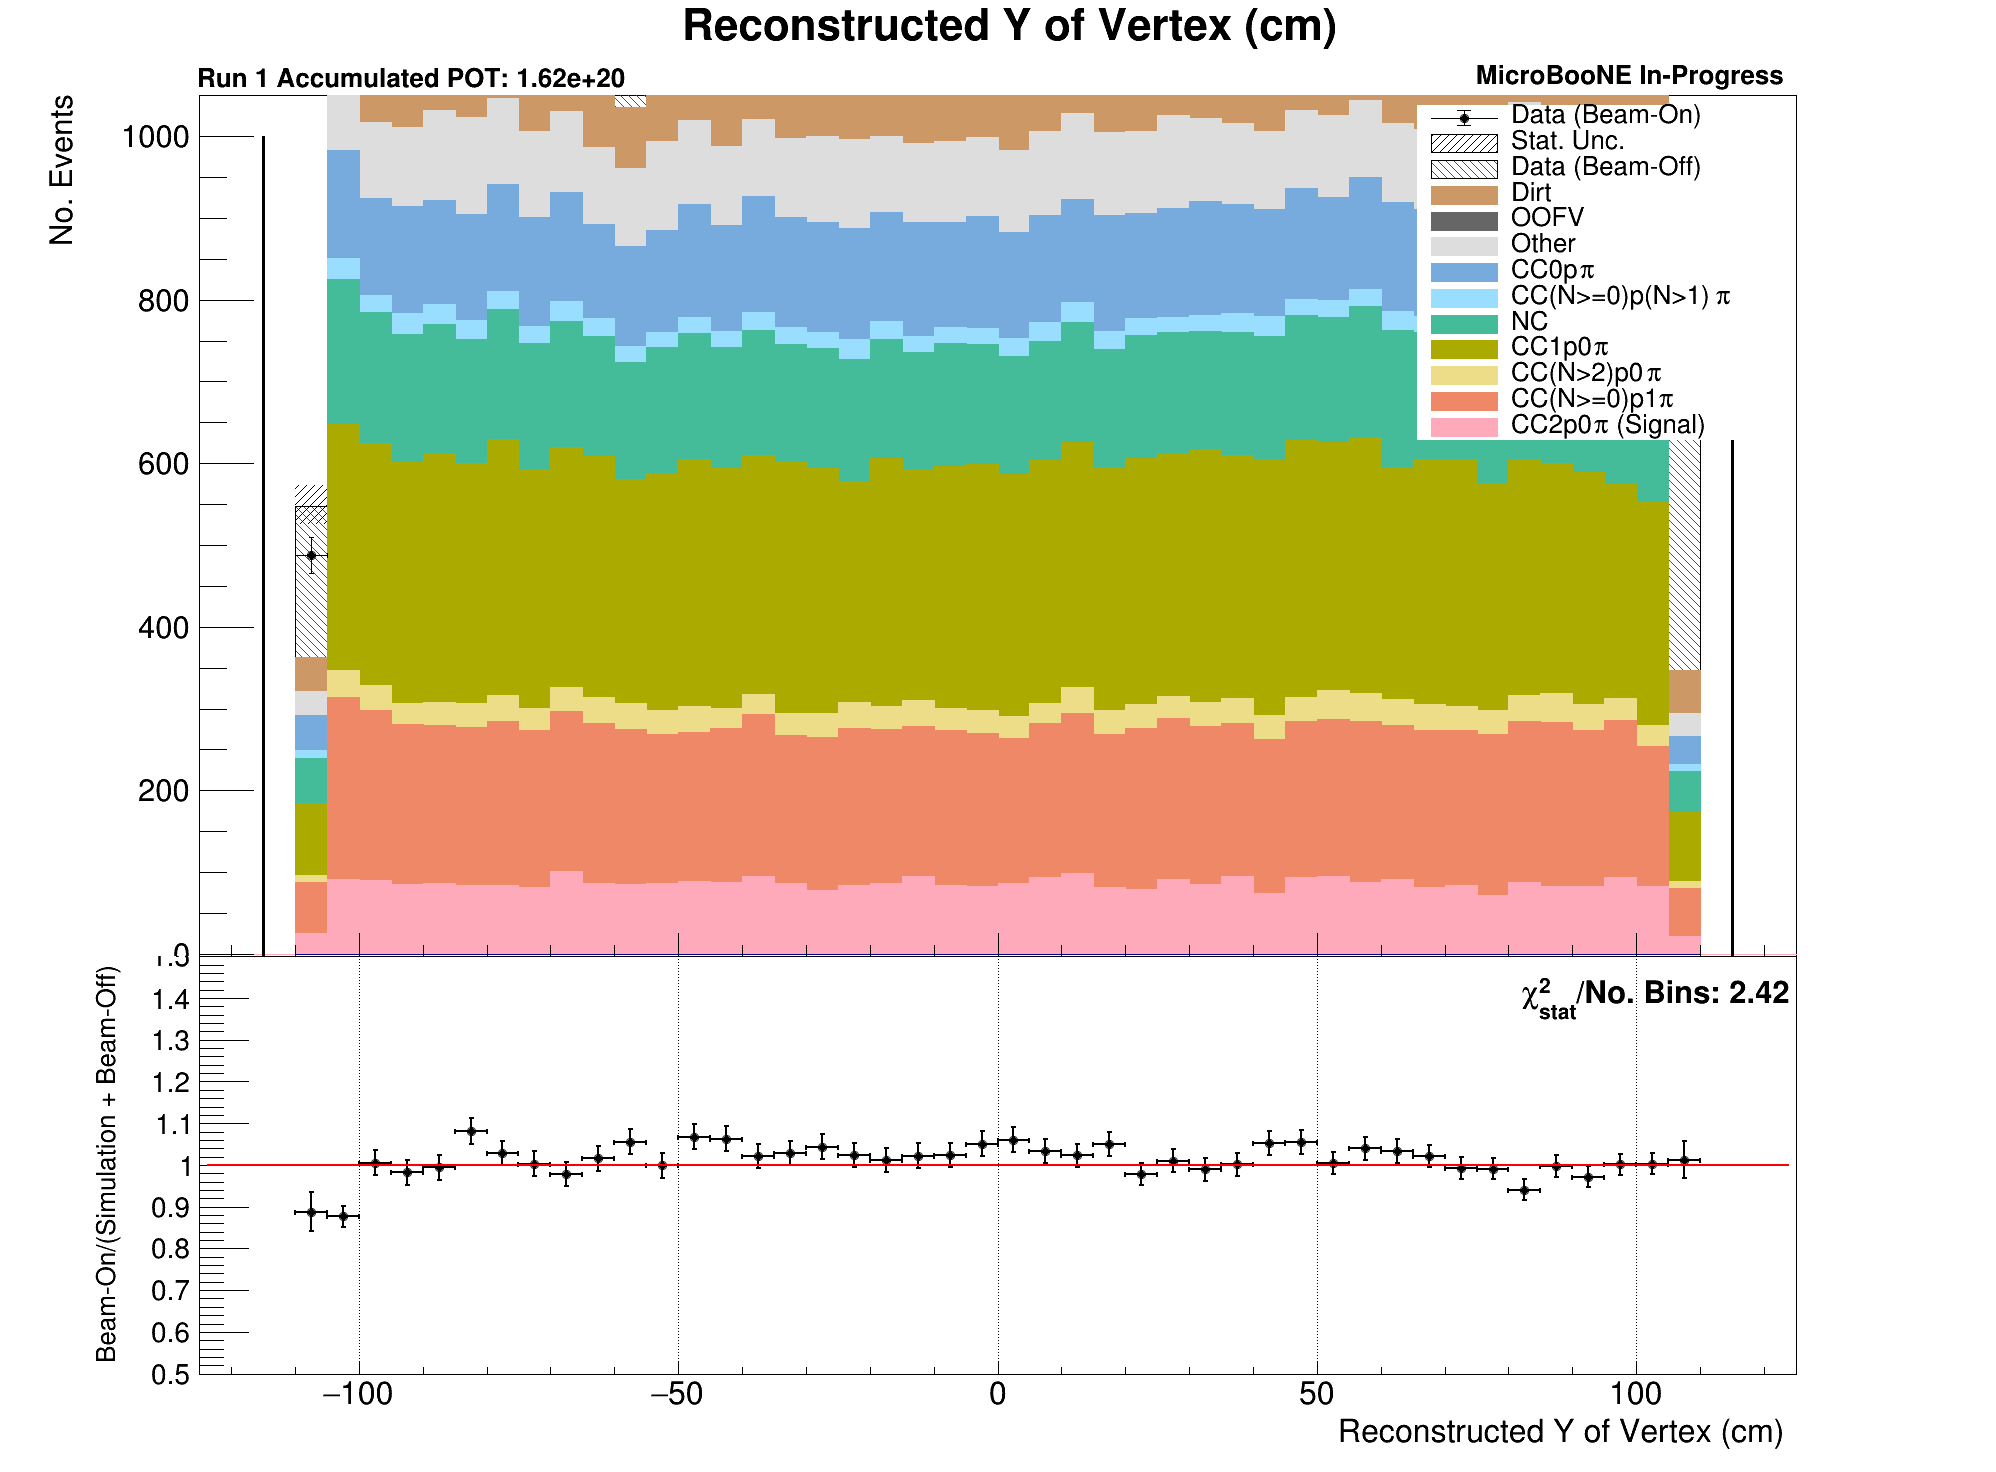 Reconstructed Y of Vertex (cm)
Run 1 Accumulated POT: 1.62e+20
MicroBooNE In-Progress
No. Events
1000
800
600
400
200
0
Data (Beam-On)
Stat. Unc.
Data (Beam-Off)
Dirt
OOFV
Other
CC0pπ
CC(N>=0)p(N>1) π
NC
CC1p0π
CC(N>2)p0π
CC(N>=0)p1π
CC2p0π (Signal)
Beam-On/(Simulation + Beam-Off)
1.5
1.4
1.3
1.2
1.1
1
0.9
0.8
0.7
0.6
0.5
χ²stat/No. Bins: 2.42
−100
−50
0
50
100
Reconstructed Y of Vertex (cm)